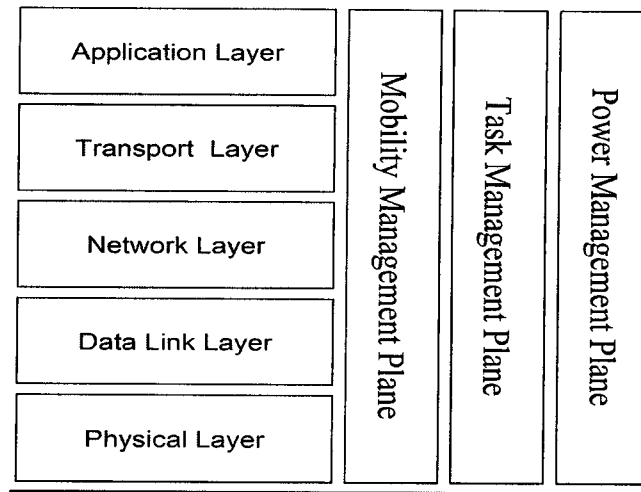 Application Layer
Transport Layer
Network Layer
Data Link Layer
Physical Layer
Mobility Management Plane
Task Management Plane
Power Management Plane